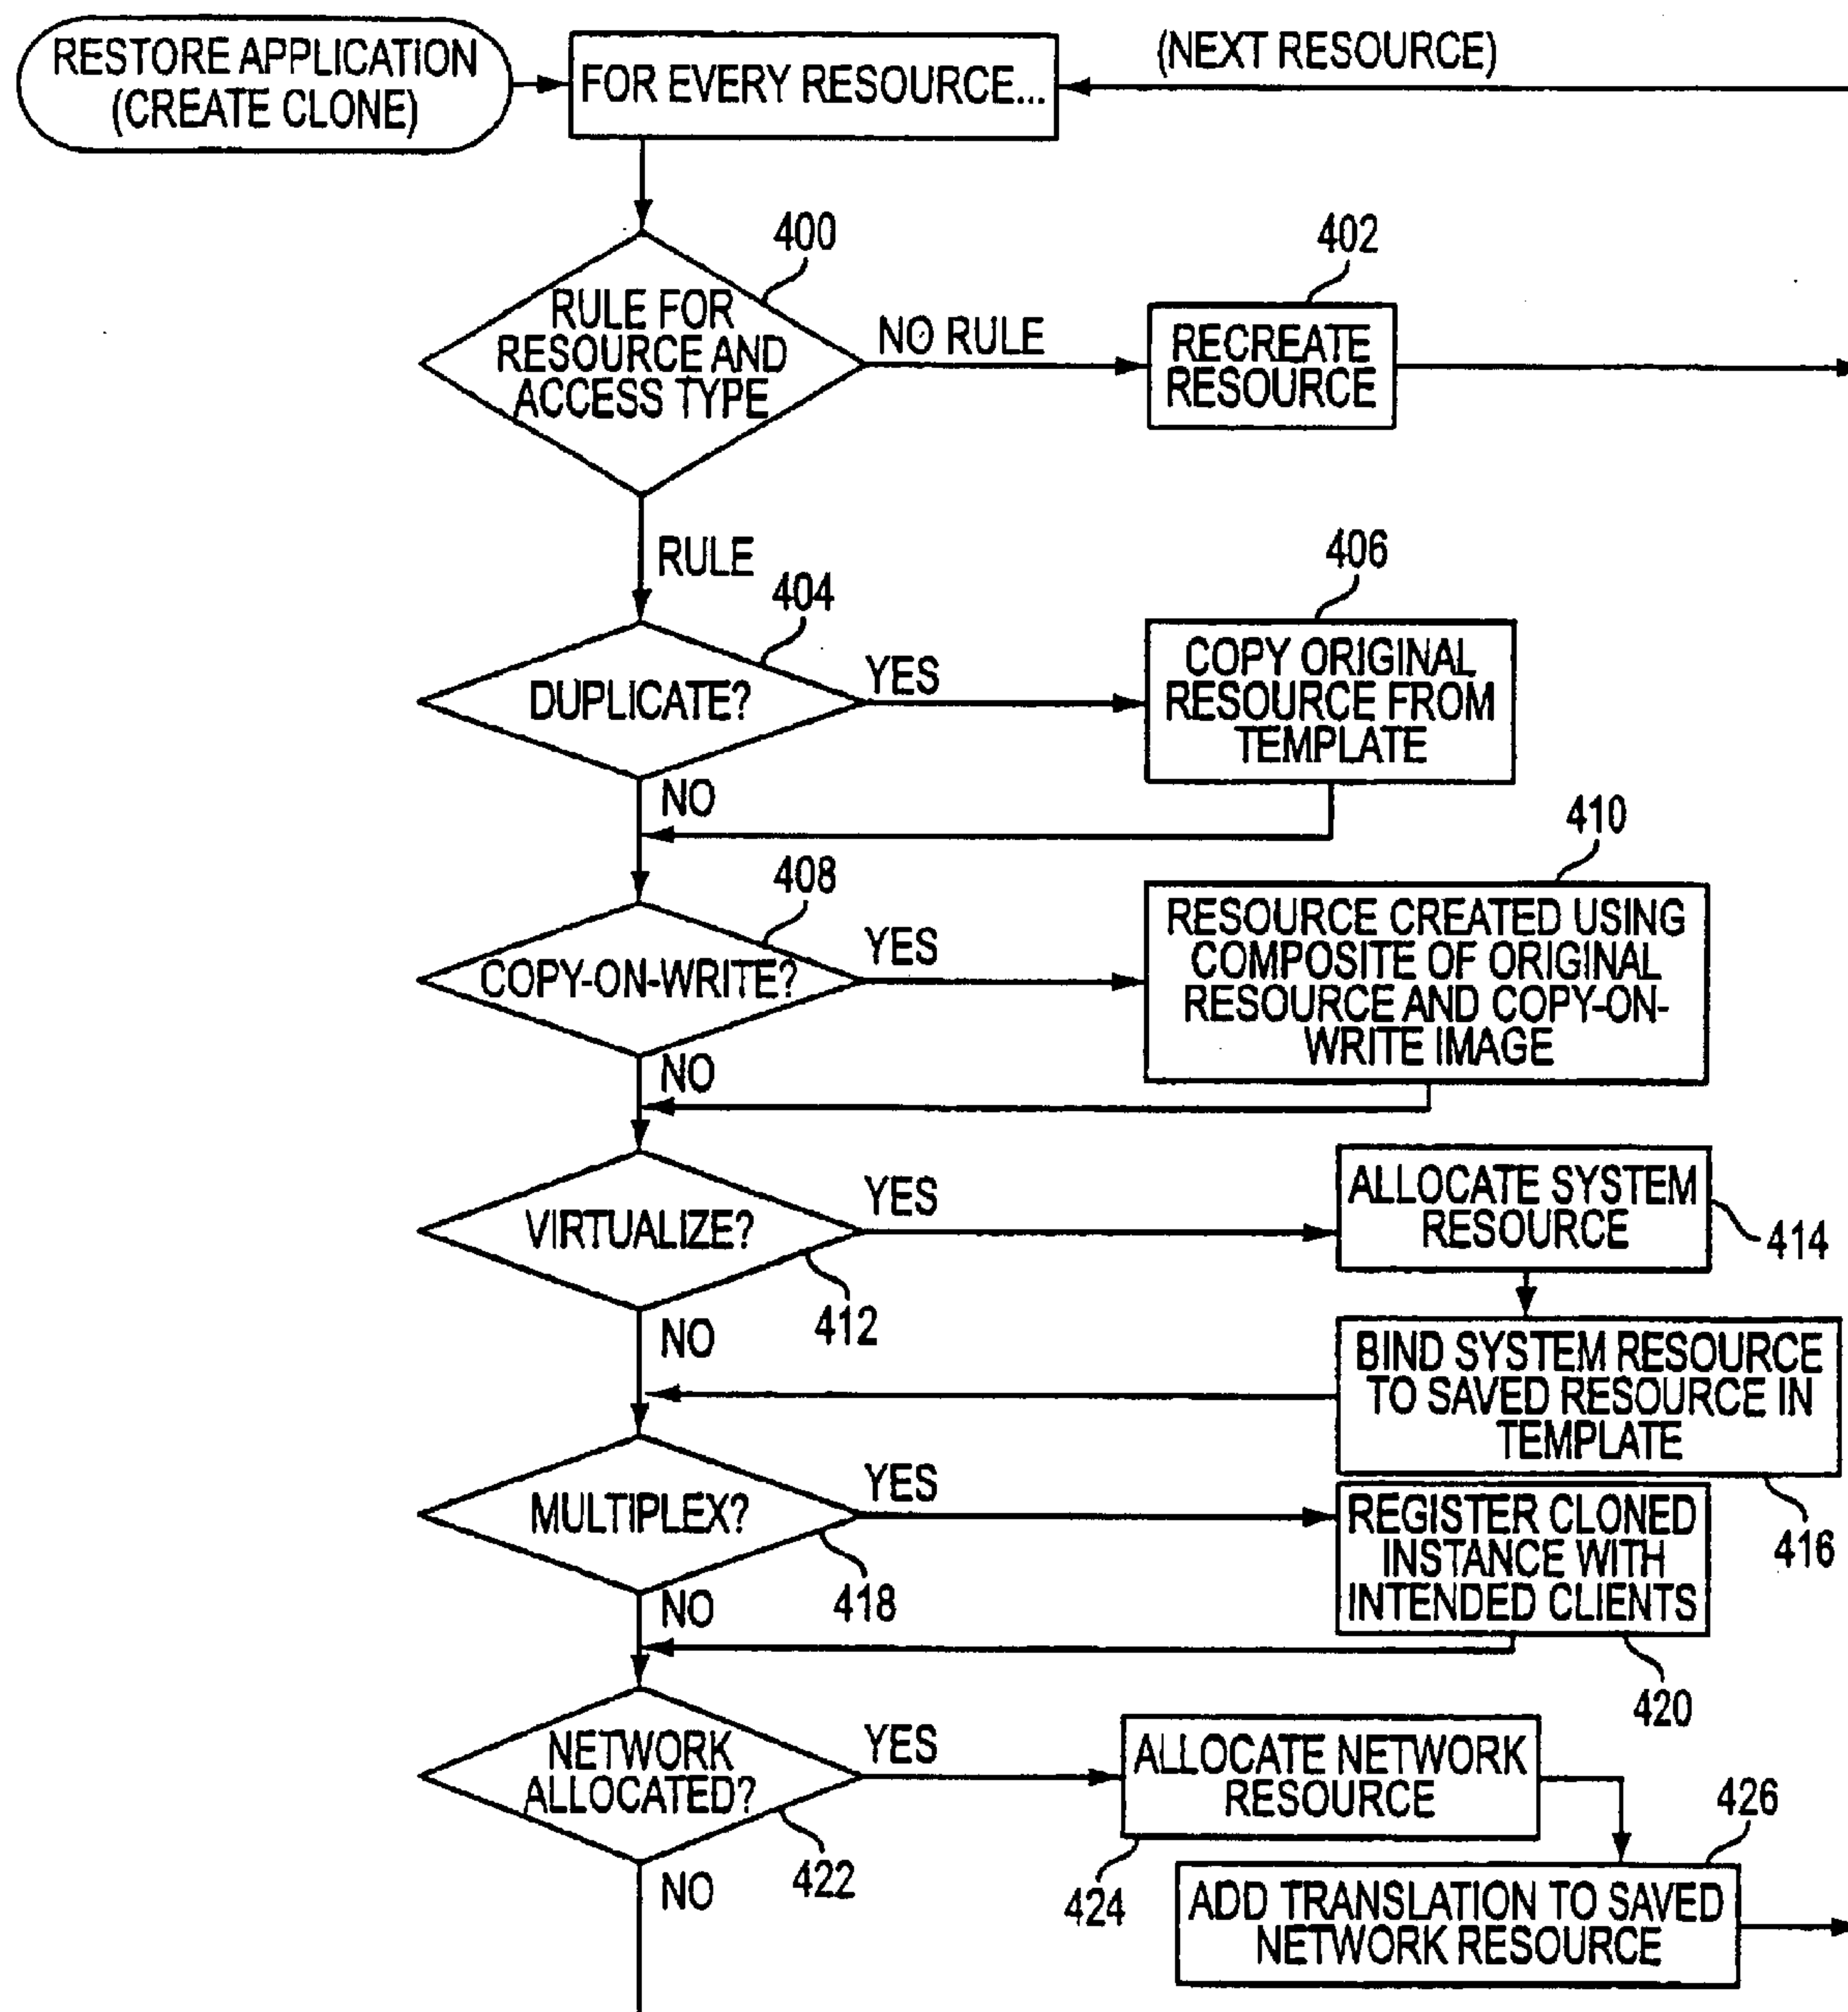 RESTORE APPLICATION
(CREATE CLONE)
FOR EVERY RESOURCE...
(NEXT RESOURCE)
400
RULE FOR
RESOURCE AND
ACCESS TYPE
NO RULE
402
RECREATE
RESOURCE
RULE
404
DUPLICATE?
YES
406
COPY ORIGINAL
RESOURCE FROM
TEMPLATE
NO
408
COPY-ON-WRITE?
YES
410
RESOURCE CREATED USING
COMPOSITE OF ORIGINAL
RESOURCE AND COPY-ON-
WRITE IMAGE
NO
VIRTUALIZE?
412
YES
ALLOCATE SYSTEM
RESOURCE
414
NO
BIND SYSTEM RESOURCE
TO SAVED RESOURCE IN
TEMPLATE
416
MULTIPLEX?
418
YES
REGISTER CLONED
INSTANCE WITH
INTENDED CLIENTS
420
NO
NETWORK
ALLOCATED?
422
YES
ALLOCATE NETWORK
RESOURCE
424
426
ADD TRANSLATION TO SAVED
NETWORK RESOURCE
NO